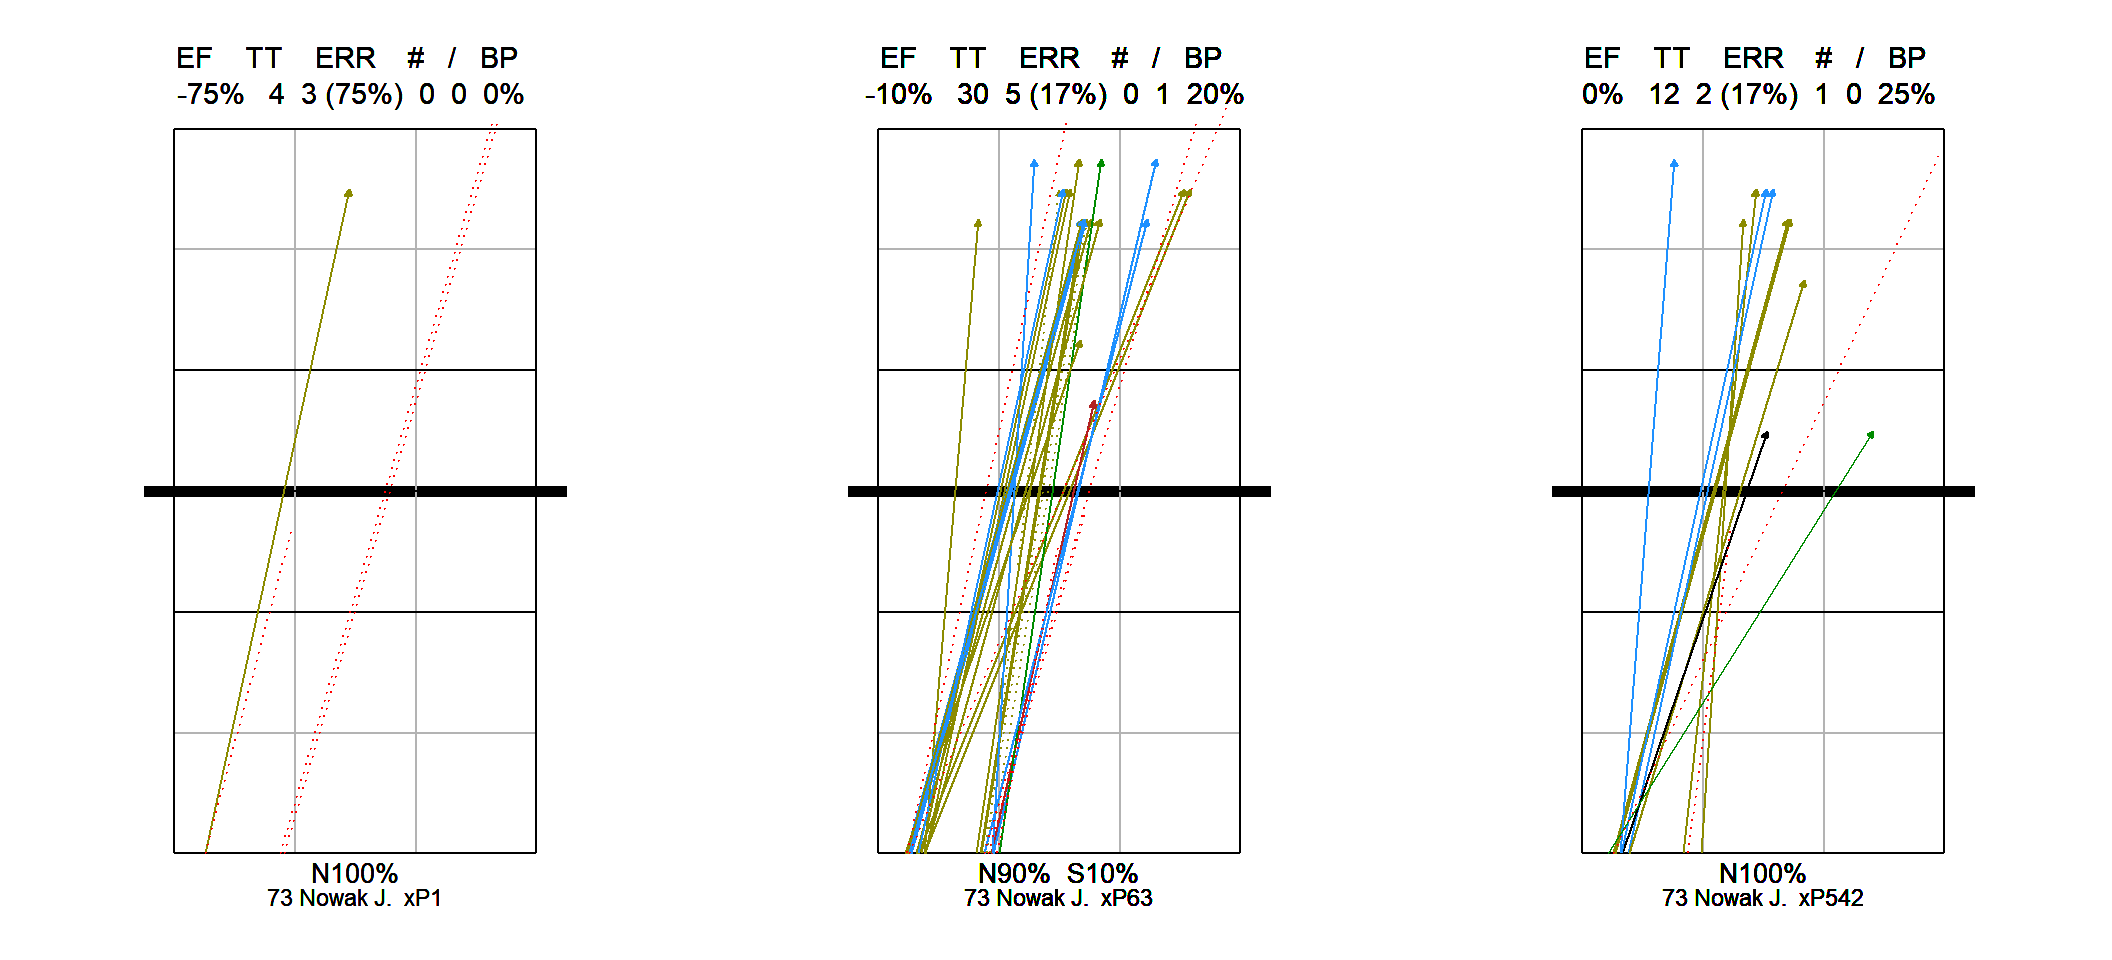 EF TT ERR # / BP
-75% 4 3 (75%) 0 0 0%
N100%
73 Nowak J. xP1
EF TT ERR # / BP
-10% 30 5 (17%) 0 1 20%
N90% S10%
73 Nowak J. xP63
EF TT ERR # / BP
0% 12 2 (17%) 1 0 25%
N100%
73 Nowak J. xP542